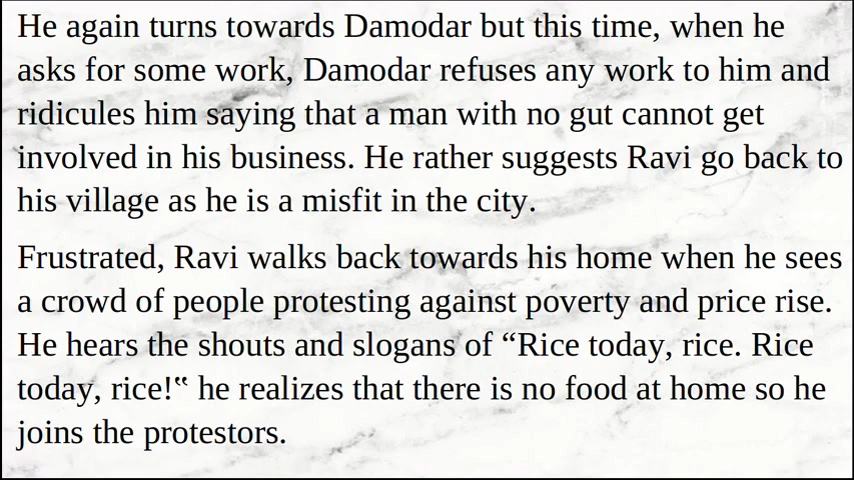 He again turns towards Damodar but this time, when he
asks for some work, Damodar refuses any work to him and
ridicules him saying that a man with no gut cannot get
involved in his business. He rather suggests Ravi go back to
his village as he is a misfit in the city.
Frustrated, Ravi walks back towards his home when he sees
a crowd of people protesting against poverty and price rise.
He hears the shouts and slogans of “Rice today, rice. Rice
today, rice!‟ he realizes that there is no food at home so he
joins the protestors.